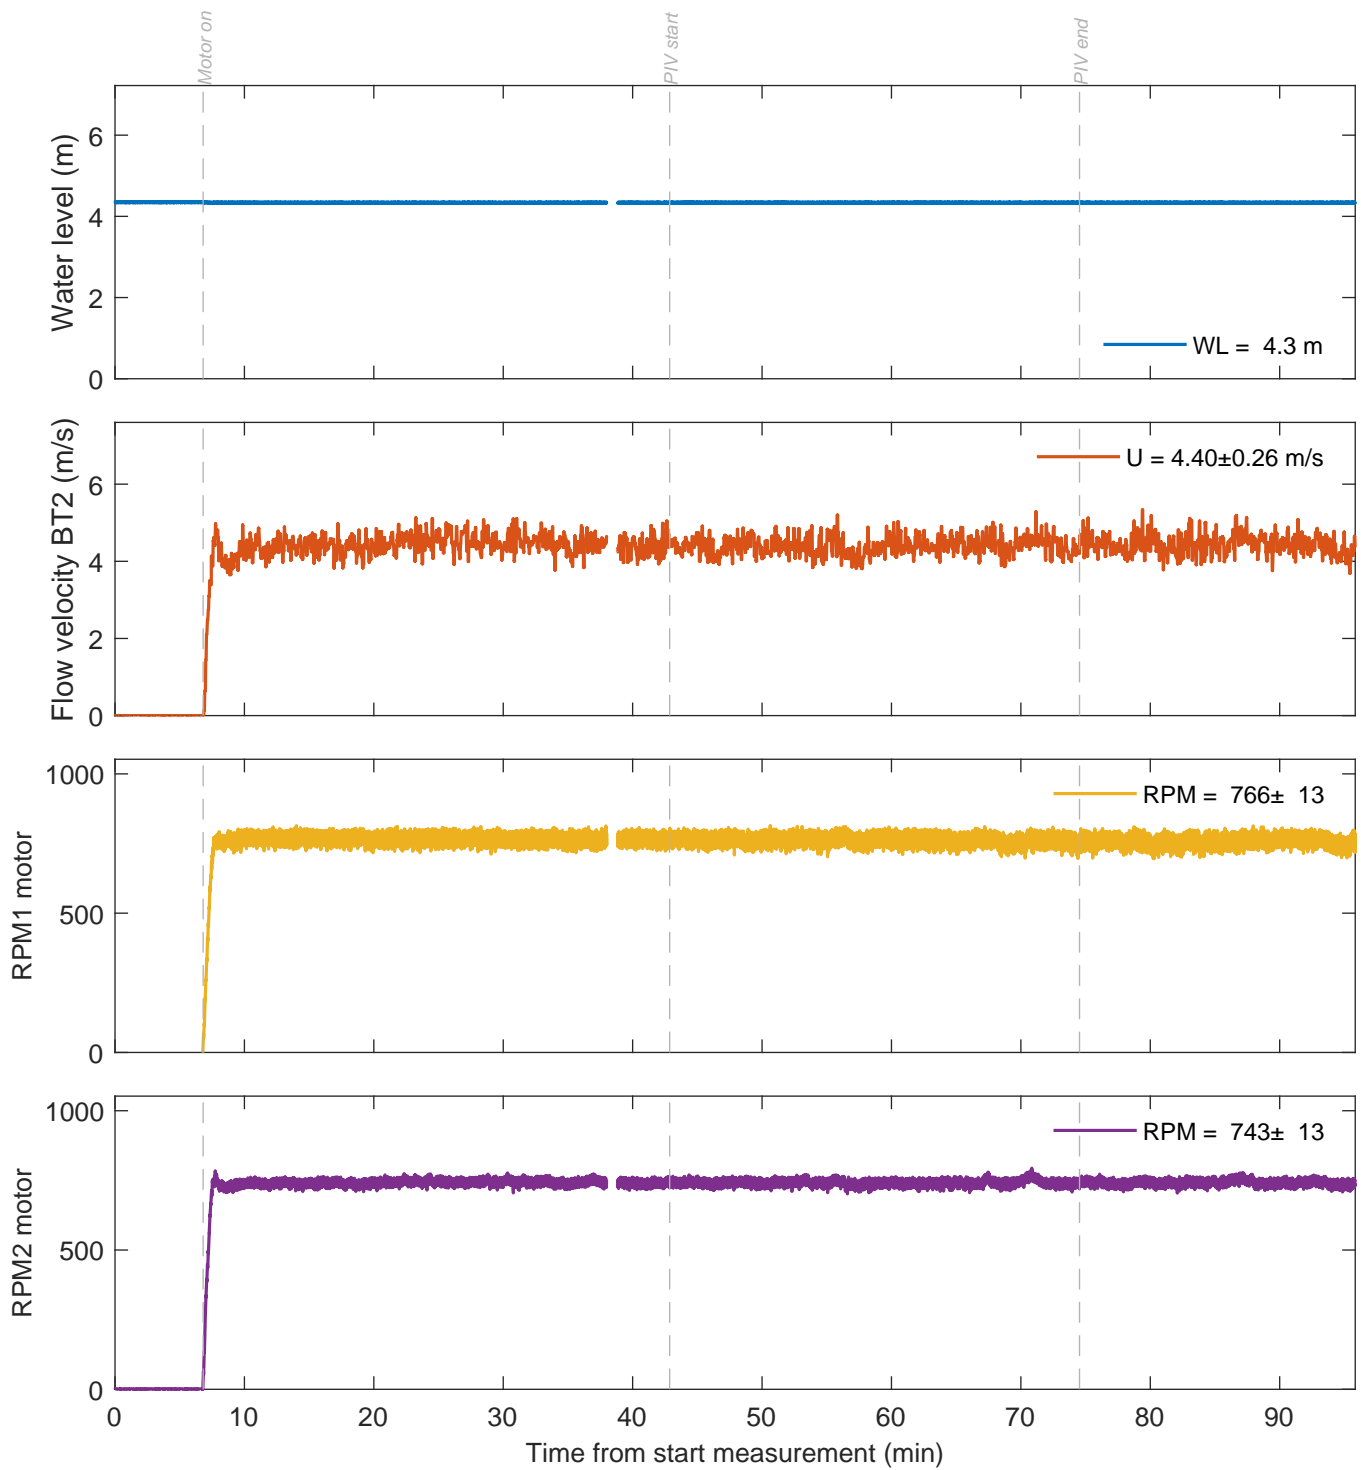 Motor on
PIV start
PIV end
Water level (m)
6
4
2
0
WL = 4.3 m
Flow velocity BT2 (m/s)
6
4
2
0
U = 4.40±0.26 m/s
RPM1 motor
1000
500
0
RPM = 766± 13
RPM2 motor
1000
500
0
RPM = 743± 13
0 10 20 30 40 50 60 70 80 90
Time from start measurement (min)